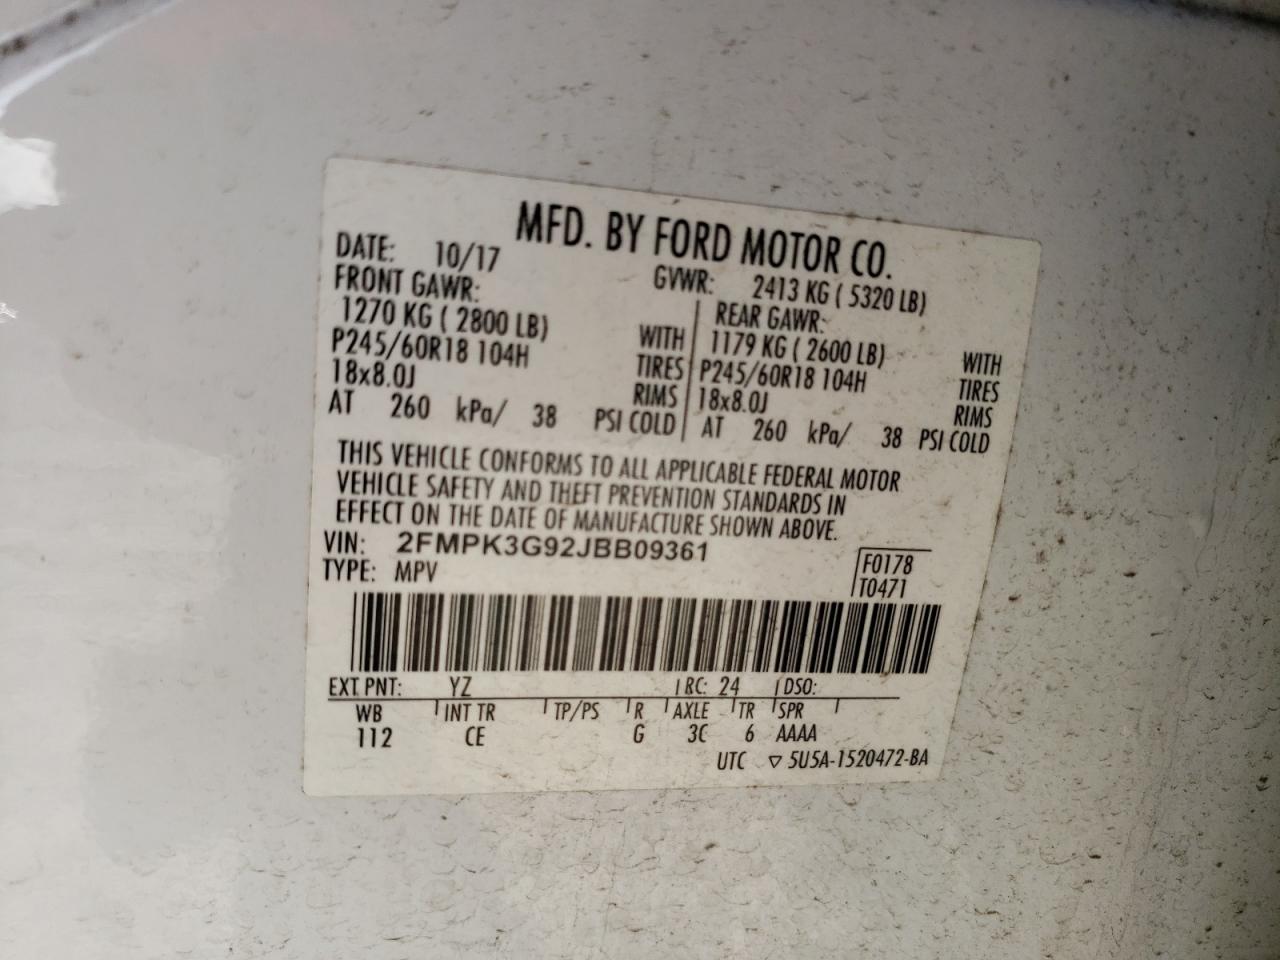 MFD. BY FORD MOTOR CO.
DATE: 10/17 GVWR: 2413 KG ( 5320 LB)
FRONT GAWR: REAR GAWR:
1270 KG ( 2800 LB) WITH 1179 KG ( 2600 LB) WITH
P245/60R18 104H TIRES P245/60R18 104H TIRES
18x8.0J RIMS 18x8.0J RIMS
AT 260 kPa/ 38 PSI COLD AT 260 kPa/ 38 PSI COLD
THIS VEHICLE CONFORMS TO ALL APPLICABLE FEDERAL MOTOR
VEHICLE SAFETY AND THEFT PREVENTION STANDARDS IN
EFFECT ON THE DATE OF MANUFACTURE SHOWN ABOVE.
VIN: 2FMPK3G92JBB09361 F0178
TYPE: MPV T0471
EXT PNT: YZ RC: 24 DSO:
WB INT TR TP/PS R AXLE TR SPR
112 CE G 3C 6 AAAA
UTC ▽ 5U5A-1520472-BA